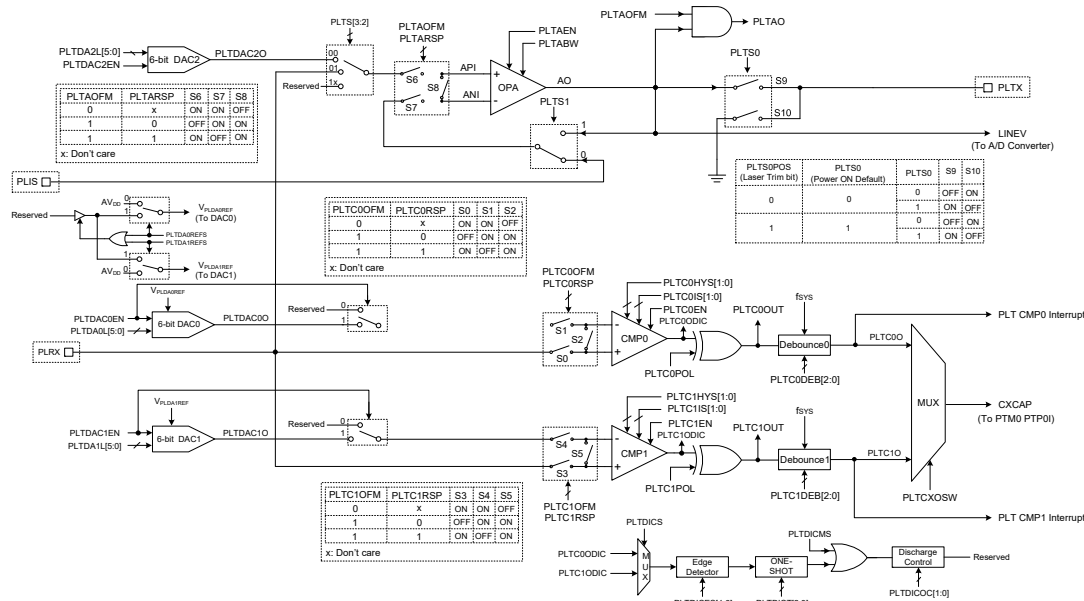 PLTAOFM
PLTAO
PLTS[3:2]
PLTAOFM
PLTARSP
PLTAEN
PLTABW
PLTDA2L[5:0]
PLTDAC2EN
6-bit DAC2
PLTDAC2O
00
01
1x
Reserved
S6
S7
S8
API
ANI
+
-
OPA
AO
PLTS1
1
0
PLTS0
S9
S10
PLTX
LINEV
(To A/D Converter)
PLTAOFM PLTARSP S6 S7 S8
0 x ON ON OFF
1 0 OFF ON ON
1 1 ON OFF ON
x: Don't care
PLIS
PLTS0POS (Laser Trim bit) PLTS0 (Power ON Default) PLTS0 S9 S10
0 0 0 OFF ON
1 ON OFF
1 1 0 OFF ON
1 ON OFF
Reserved
AVDD 0
1
VPLDA0REF
(To DAC0)
PLTDA0REFS
PLTDA1REFS
1
AVDD 0
VPLDA1REF
(To DAC1)
PLTC0OFM PLTC0RSP S0 S1 S2
0 x ON ON OFF
1 0 OFF ON ON
1 1 ON OFF ON
x: Don't care
VPLDA0REF
PLTDAC0EN
PLTDA0L[5:0]
6-bit DAC0
PLTDAC0O
Reserved
0
1
PLTC0OFM
PLTC0RSP
S1
S2
S0
-
+
CMP0
PLTC0HYS[1:0]
PLTC0IS[1:0]
PLTC0EN
PLTC0ODIC
PLTC0POL
PLTC0OUT
fSYS
Debounce0
PLTC0DEB[2:0]
PLTC0O
PLT CMP0 Interrupt
PLRX
MUX
CXCAP
(To PTM0 PTP0I)
PLTCXOSW
VPLDA1REF
PLTDAC1EN
PLTDA1L[5:0]
6-bit DAC1
PLTDAC1O
Reserved
0
1
S4
S5
S3
PLTC1OFM
PLTC1RSP
-
+
CMP1
PLTC1HYS[1:0]
PLTC1IS[1:0]
PLTC1EN
PLTC1ODIC
PLTC1POL
PLTC1OUT
fSYS
Debounce1
PLTC1DEB[2:0]
PLTC1O
PLT CMP1 Interrupt
PLTC1OFM PLTC1RSP S3 S4 S5
0 x ON ON OFF
1 0 OFF ON ON
1 1 ON OFF ON
x: Don't care
PLTDICS
PLTC0ODIC
PLTC1ODIC
MUX
Edge Detector
ONE-SHOT
PLTDICMS
Discharge Control
Reserved
PLTDICOC[1:0]